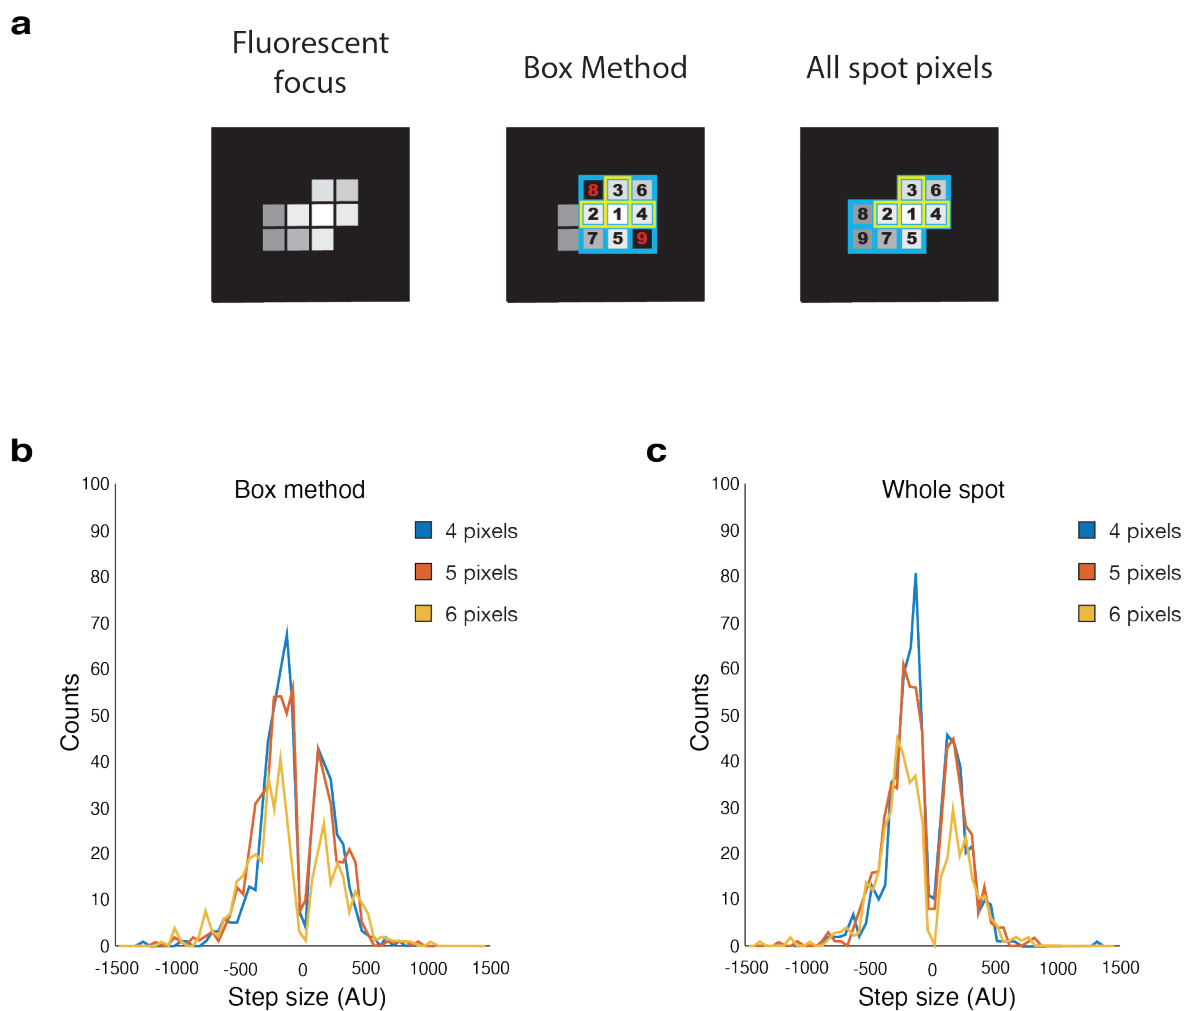 a
Fluorescent
focus
Box Method
All spot pixels
8 3 6
2 1 4
7 5 9
3 6
8 2 1 4
9 7 5
b
Box method
100
90
80
70
60
50
40
30
20
10
0
Counts
4 pixels
5 pixels
6 pixels
-1500 -1000 -500 0 500 1000 1500
Step size (AU)
c
Whole spot
100
90
80
70
60
50
40
30
20
10
0
Counts
4 pixels
5 pixels
6 pixels
-1500 -1000 -500 0 500 1000 1500
Step size (AU)